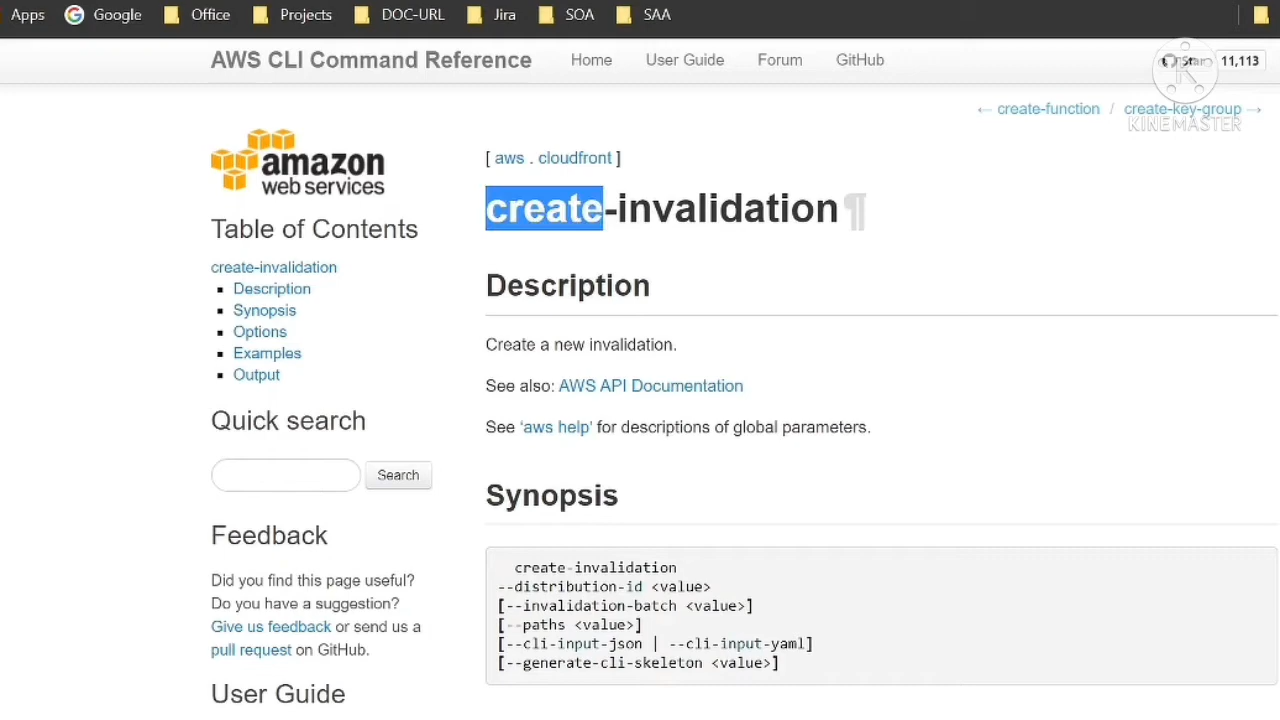 Apps Google Office Projects DOC-URL Jira SOA SAA
AWS CLI Command Reference Home User Guide Forum GitHub Star 11,113
← create-function / create-key-group →
KINEMASTER
amazon
web services
[ aws . cloudfront ]
create-invalidation¶
Table of Contents
create-invalidation
Description
Synopsis
Options
Examples
Output
Quick search
Search
Feedback
Did you find this page useful?
Do you have a suggestion?
Give us feedback or send us a
pull request on GitHub.
User Guide
Description
Create a new invalidation.
See also: AWS API Documentation
See 'aws help' for descriptions of global parameters.
Synopsis
create-invalidation
--distribution-id <value>
[--invalidation-batch <value>]
[--paths <value>]
[--cli-input-json | --cli-input-yaml]
[--generate-cli-skeleton <value>]